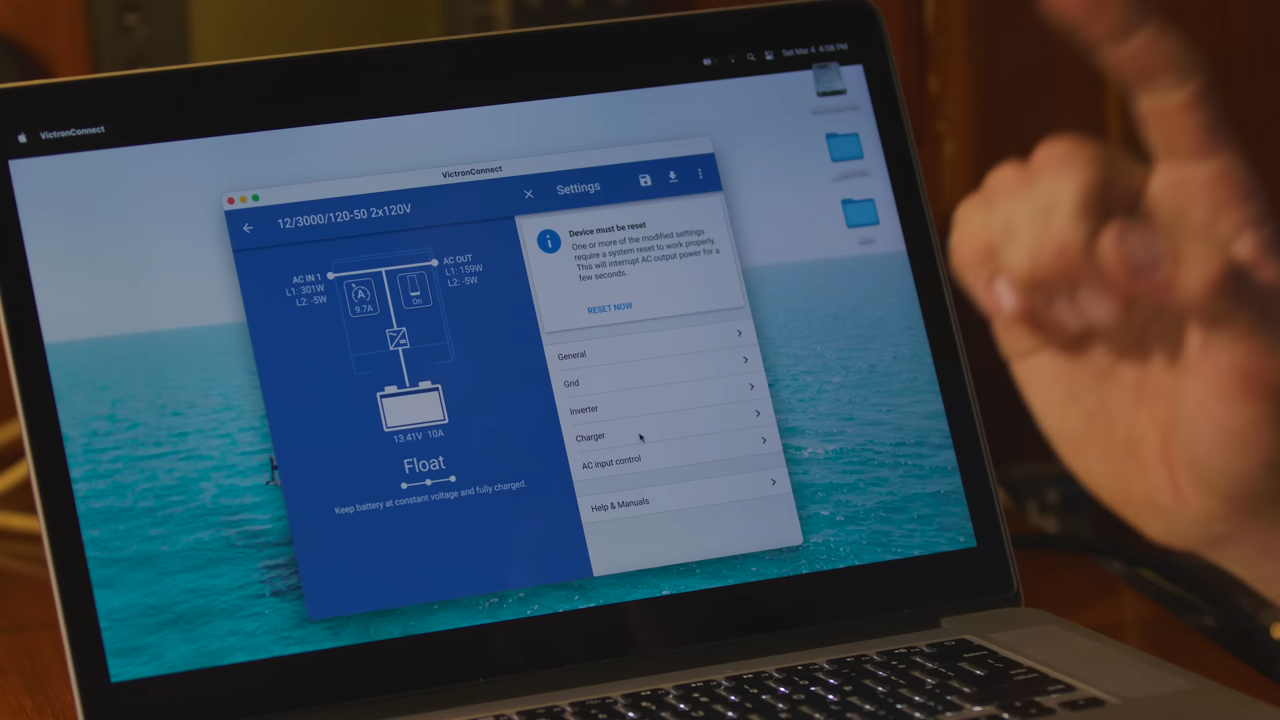 VictronConnect
Sat Mar 4 4:08 PM
VictronConnect
12/3000/120-50 2x120V
Settings
AC IN 1
L1: 301W
L2: -5W
AC OUT
L1: 159W
L2: -5W
9.7A
On
13.41V 10A
Float
Keep battery at constant voltage and fully charged.
Device must be reset
One or more of the modified settings
require a system reset to work properly.
This will interrupt AC output power for a
few seconds.
RESET NOW
General
Grid
Inverter
Charger
AC input control
Help & Manuals